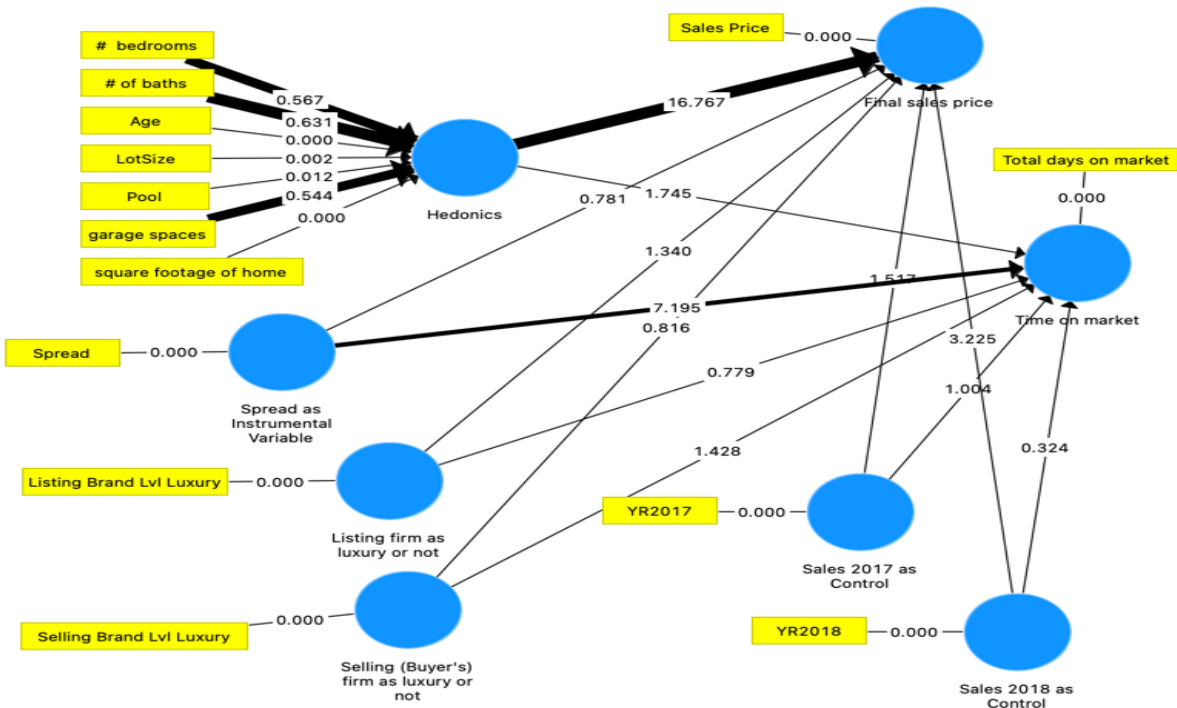 Sales Price
0.000
# bedrooms
# of baths
Age
LotSize
Pool
garage spaces
square footage of home
0.567
0.631
0.000
0.002
0.012
0.544
0.000
Hedonics
16.767
Final sales price
Total days on market
0.000
0.781
1.745
1.340
1.517
7.195
0.816
Time on market
3.225
Spread
0.000
Spread as
Instrumental
Variable
0.779
1.004
1.428
0.324
Listing Brand Lvl Luxury
0.000
Listing firm as
luxury or not
YR2017
0.000
Sales 2017 as
Control
Selling Brand Lvl Luxury
0.000
Selling (Buyer's)
firm as luxury or
not
YR2018
0.000
Sales 2018 as
Control